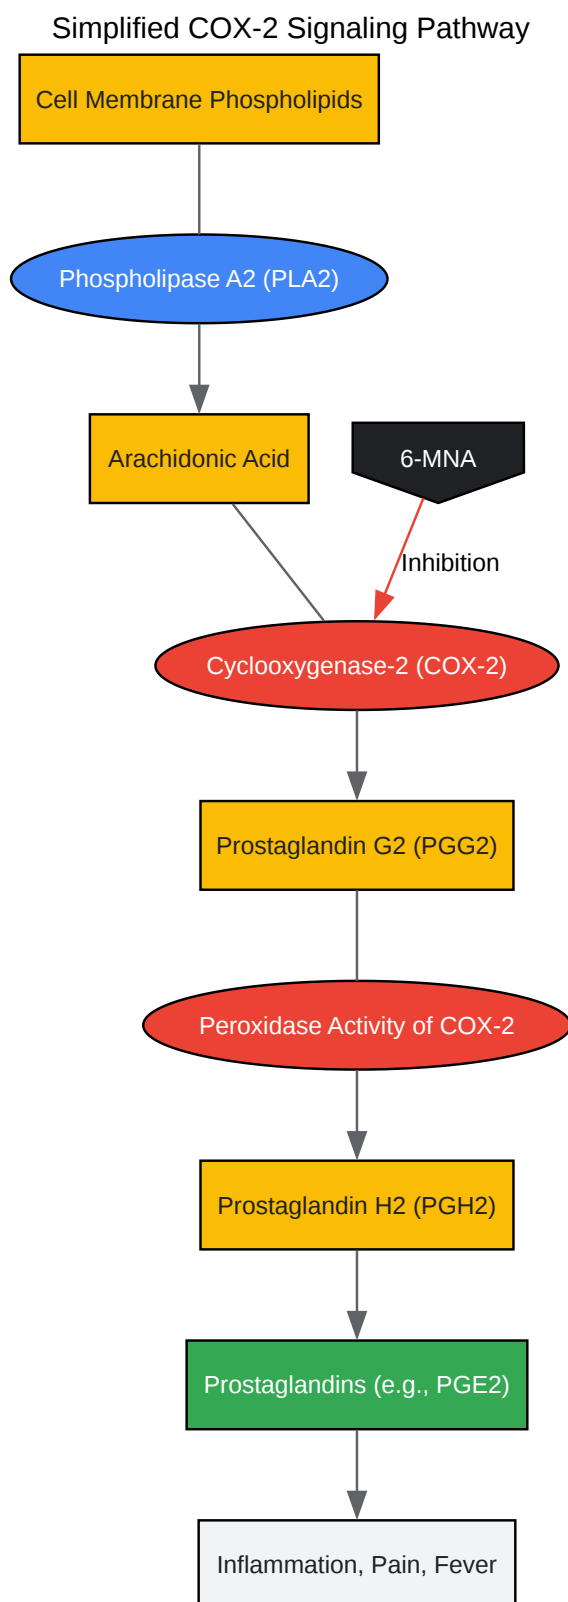 Simplified COX-2 Signaling Pathway
Cell Membrane Phospholipids
Phospholipase A2 (PLA2)
Arachidonic Acid
6-MNA
Inhibition
Cyclooxygenase-2 (COX-2)
Prostaglandin G2 (PGG2)
Peroxidase Activity of COX-2
Prostaglandin H2 (PGH2)
Prostaglandins (e.g., PGE2)
Inflammation, Pain, Fever